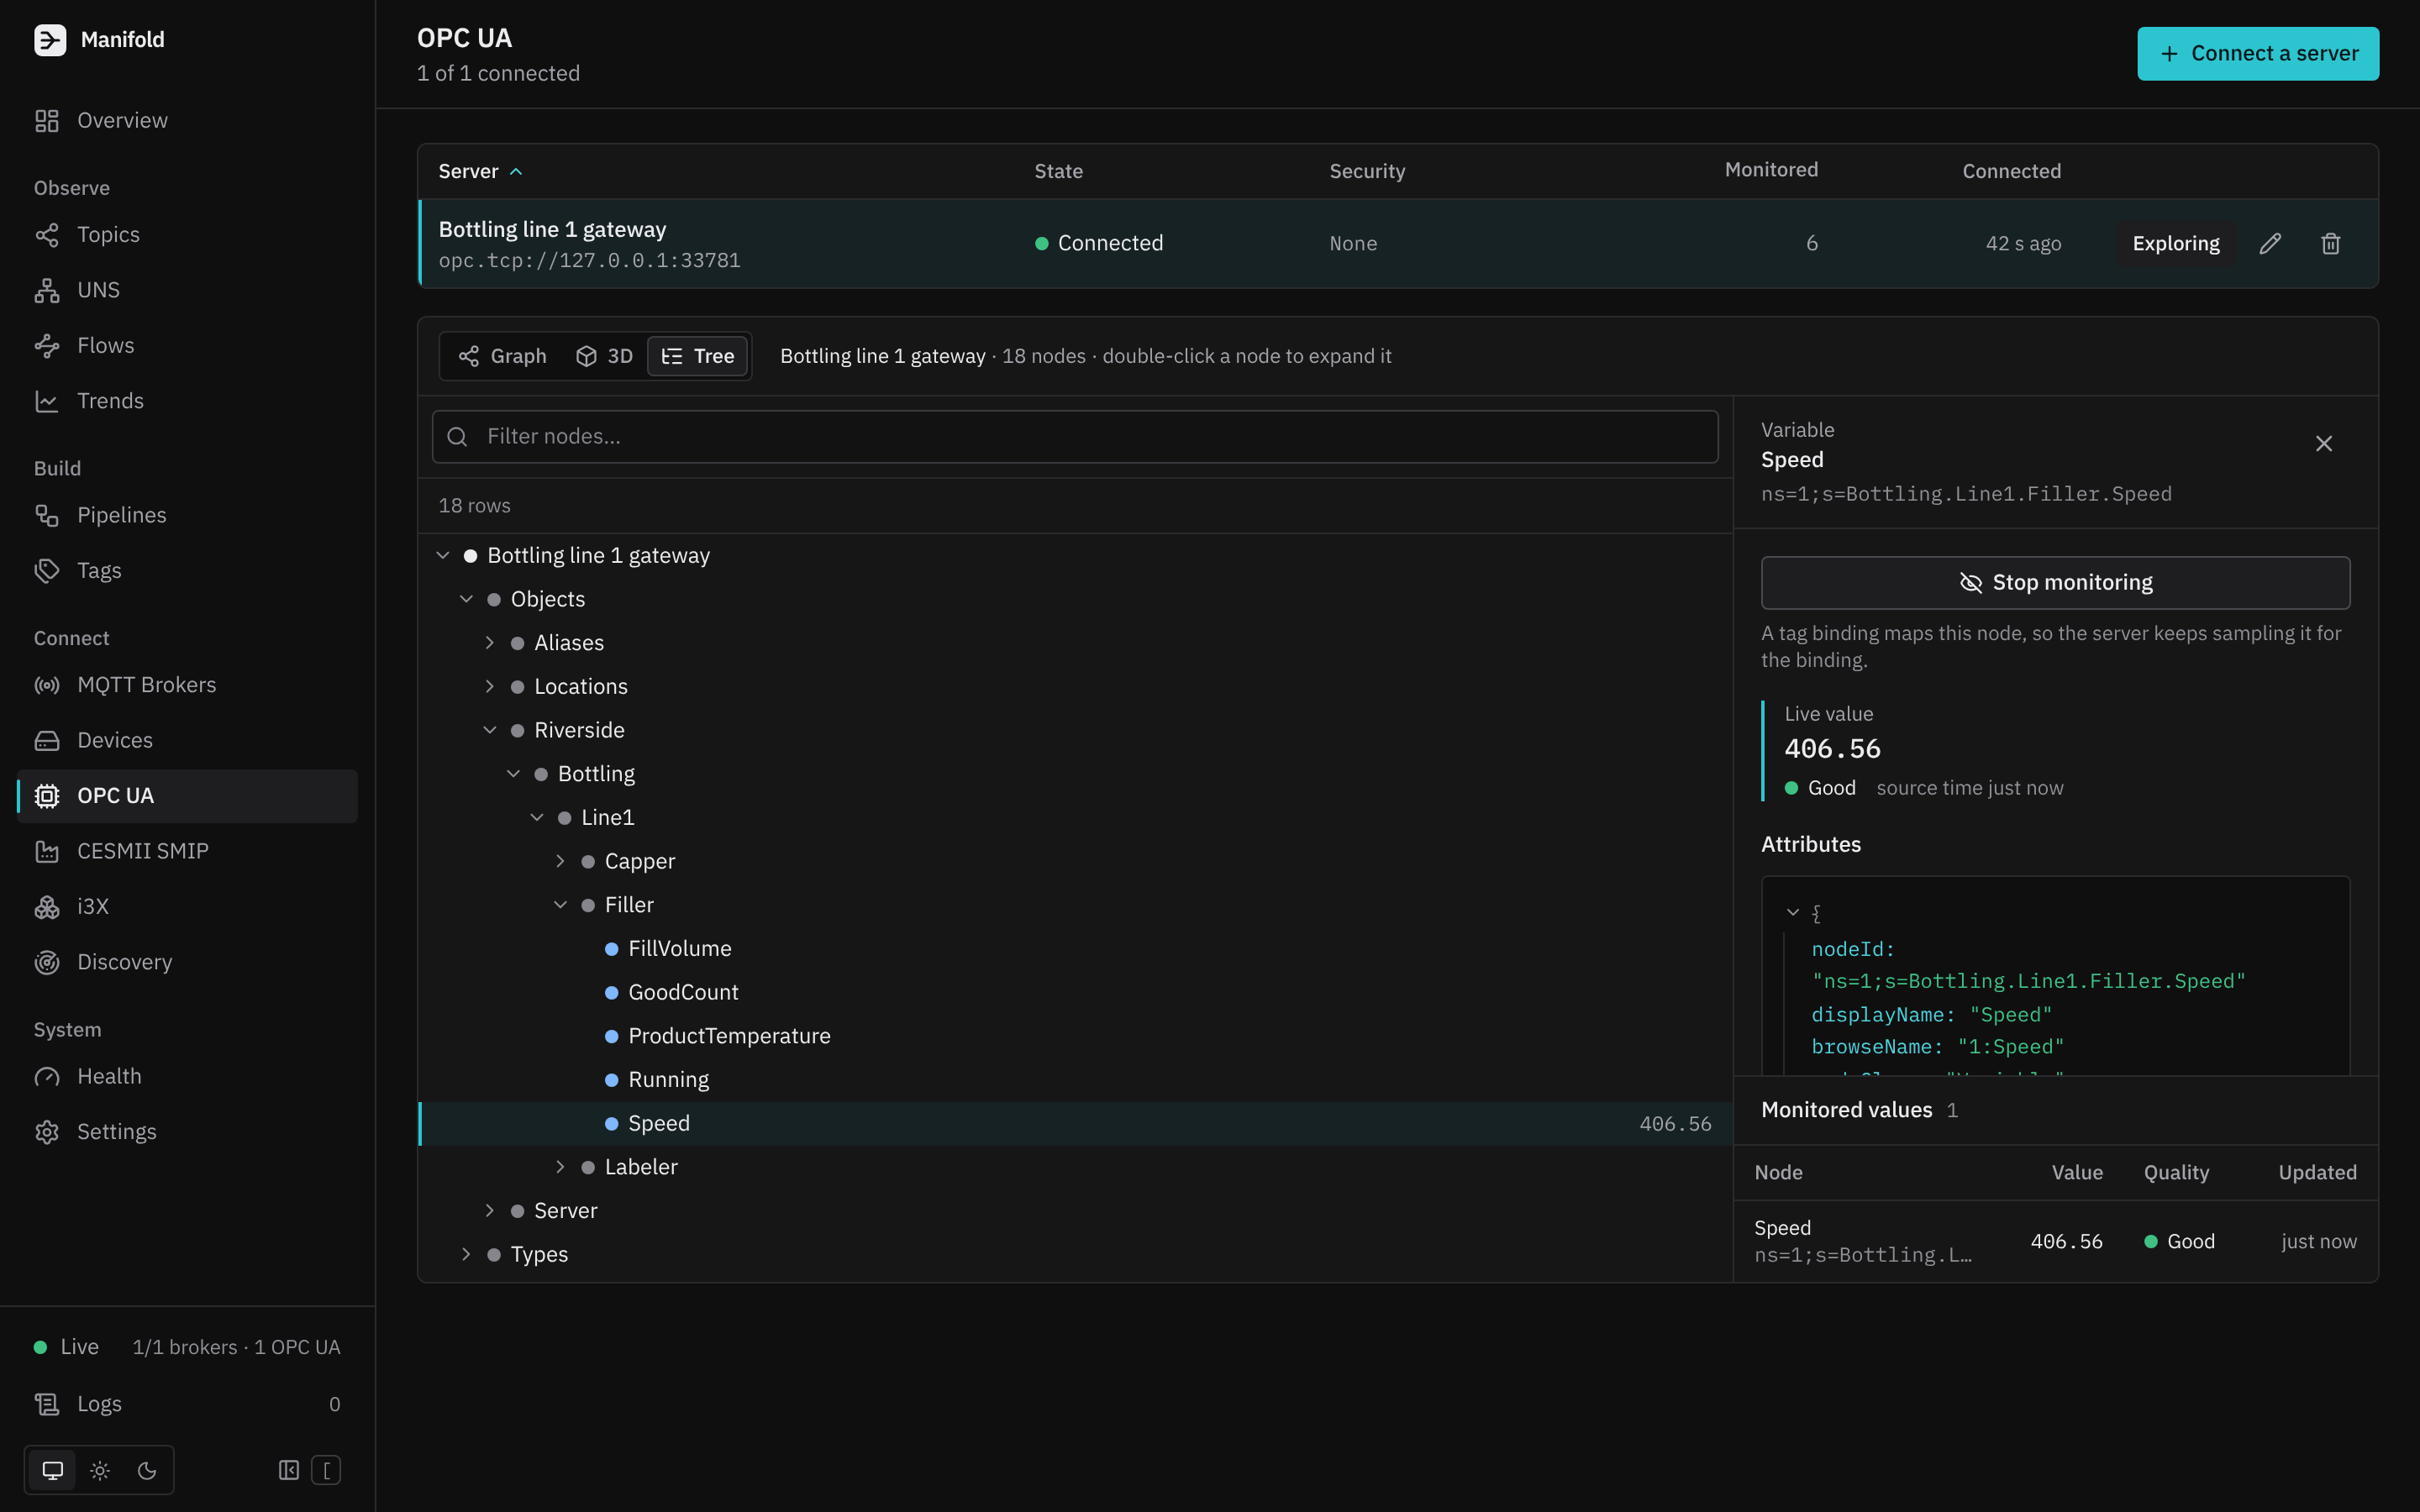 Manifold
Overview
Observe
Topics
UNS
Flows
Trends
Build
Pipelines
Tags
Connect
MQTT Brokers
Devices
OPC UA
CESMII SMIP
i3X
Discovery
System
Health
Settings
Live 1/1 brokers · 1 OPC UA
Logs 0
[
OPC UA
1 of 1 connected
+ Connect a server
Server State Security Monitored Connected
Bottling line 1 gateway
opc.tcp://127.0.0.1:33781
Connected None 6 42 s ago Exploring
Graph 3D Tree Bottling line 1 gateway · 18 nodes · double-click a node to expand it
Filter nodes...
18 rows
Bottling line 1 gateway
Objects
Aliases
Locations
Riverside
Bottling
Line1
Capper
Filler
FillVolume
GoodCount
ProductTemperature
Running
Speed 406.56
Labeler
Server
Types
Variable
Speed
ns=1;s=Bottling.Line1.Filler.Speed
Stop monitoring
A tag binding maps this node, so the server keeps sampling it for
the binding.
Live value
406.56
Good source time just now
Attributes
{
nodeId:
"ns=1;s=Bottling.Line1.Filler.Speed"
displayName: "Speed"
browseName: "1:Speed"
Monitored values 1
Node Value Quality Updated
Speed
ns=1;s=Bottling.L…
406.56 Good just now